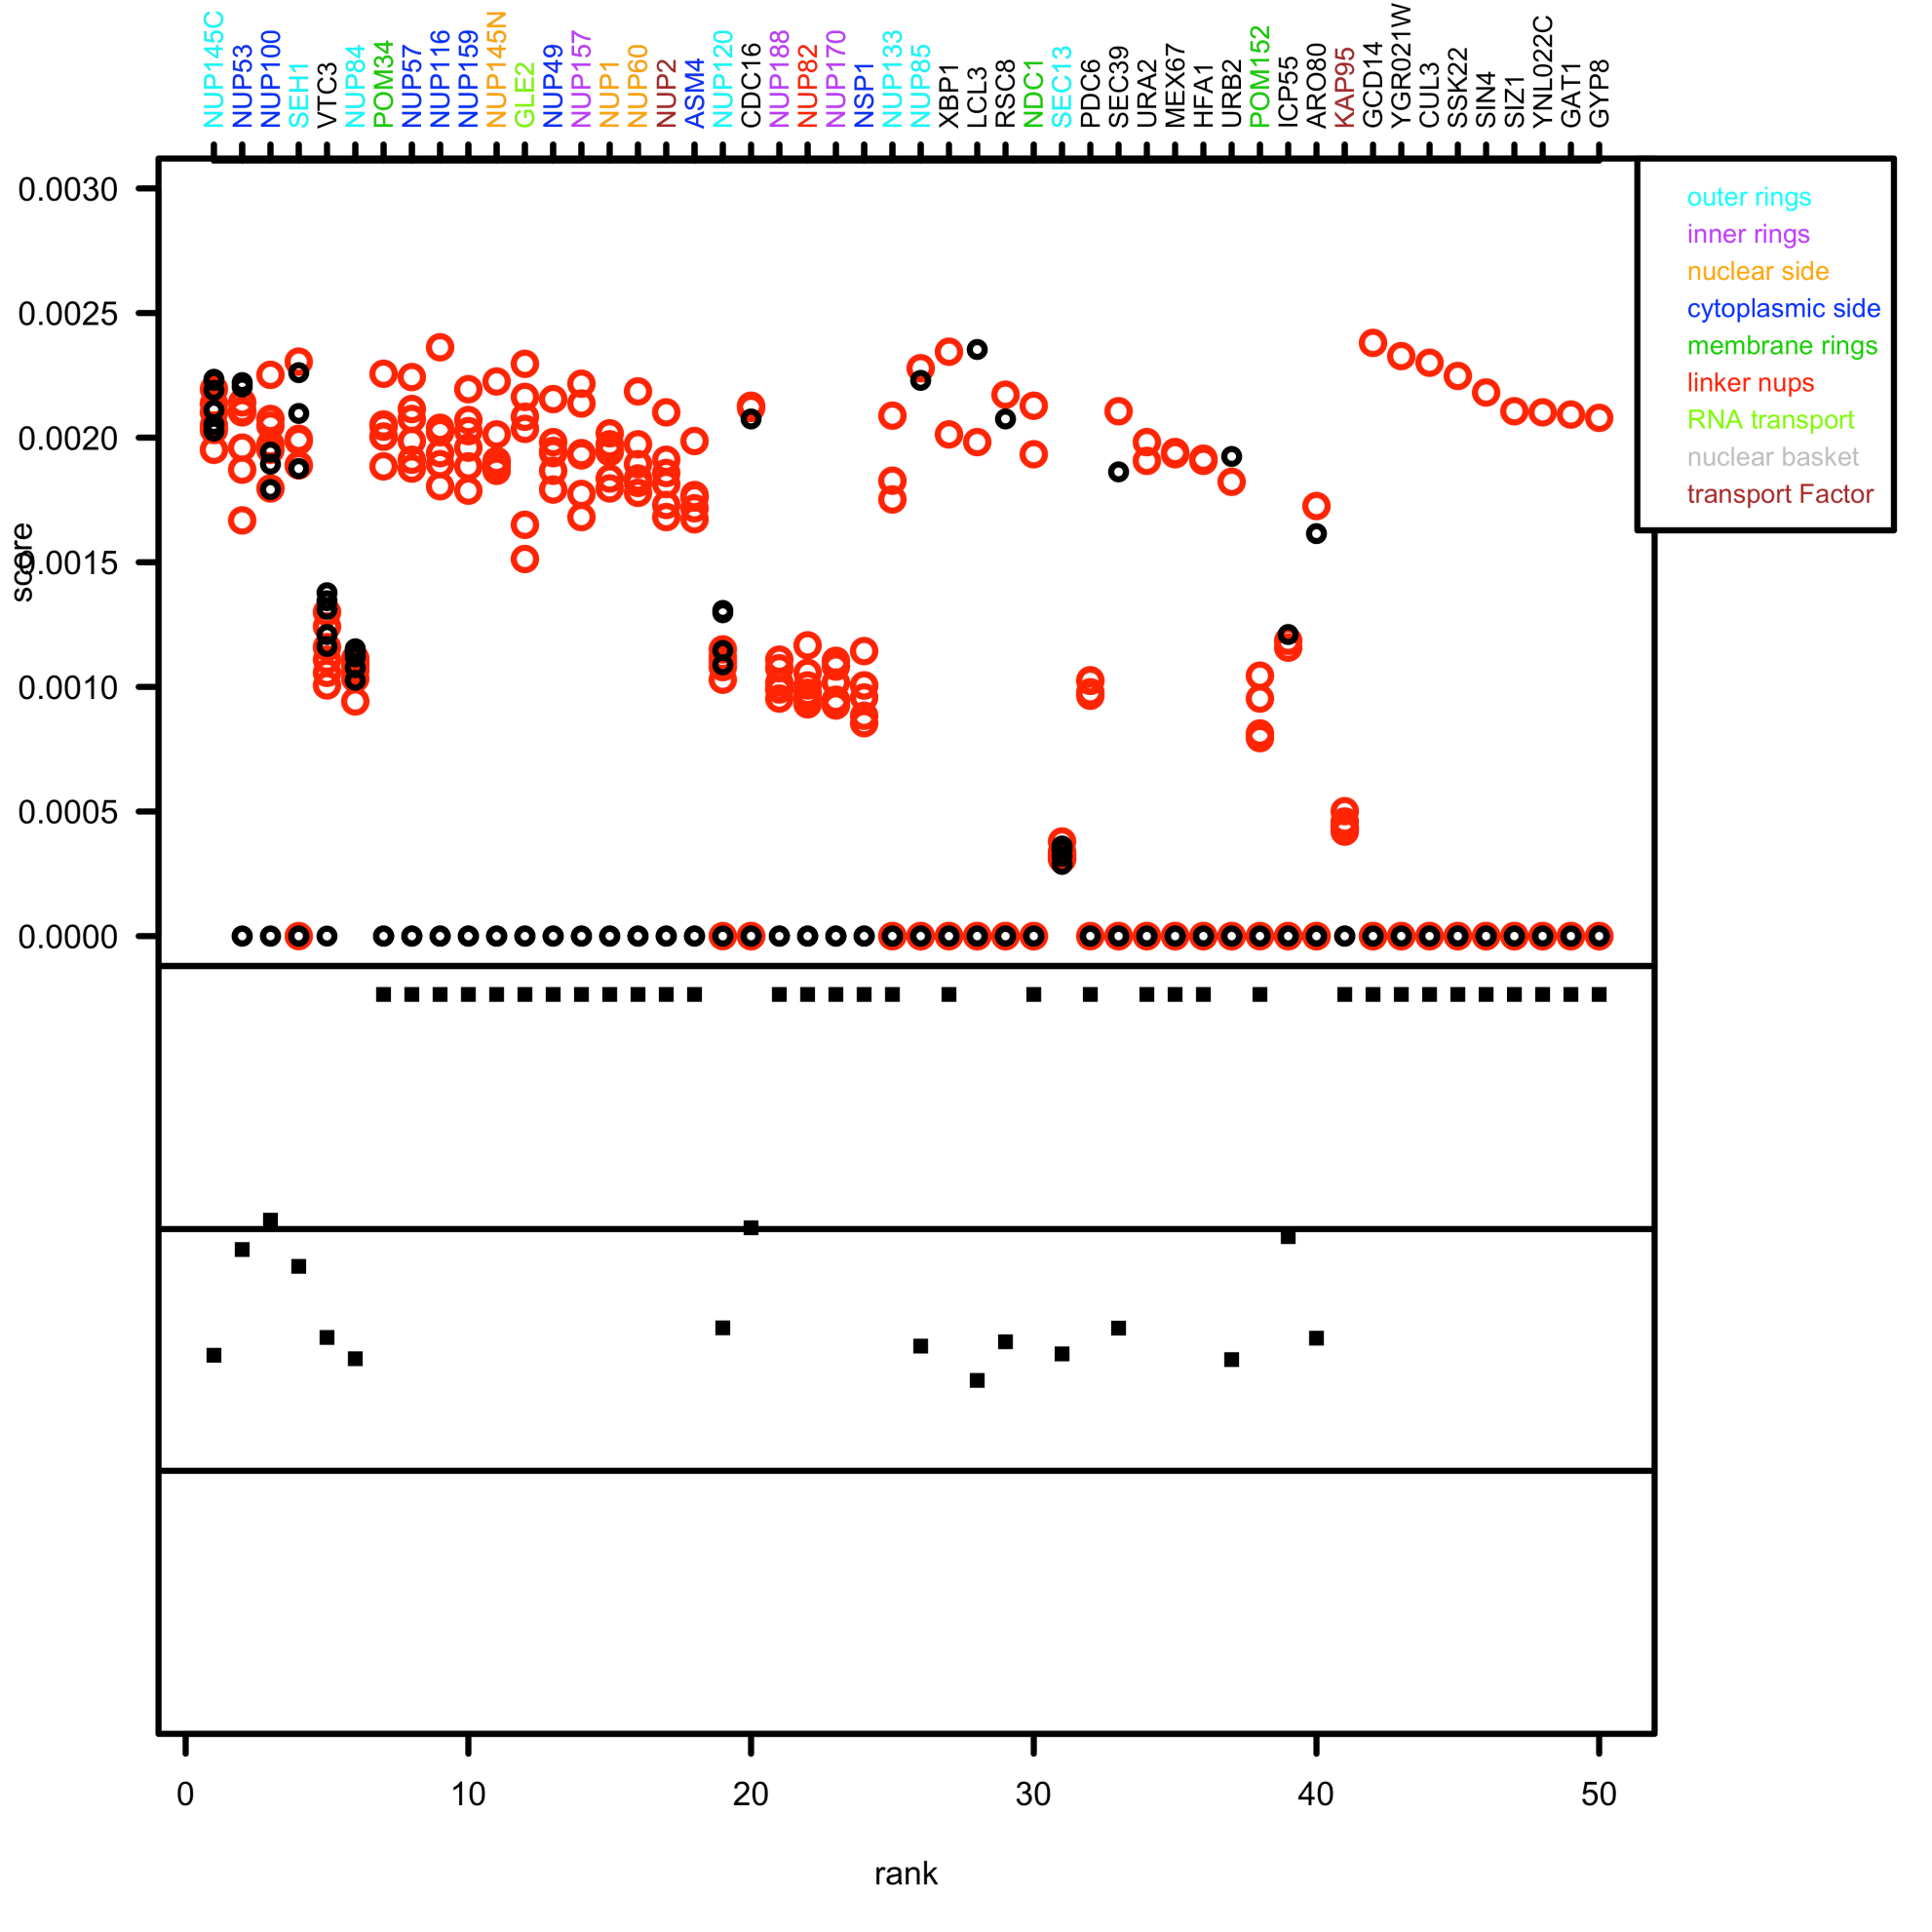 NUP145C
NUP53
NUP100
SEH1
VTC3
NUP84
POM34
NUP57
NUP116
NUP159
NUP145N
GLE2
NUP49
NUP157
NUP1
NUP60
NUP2
ASM4
NUP120
CDC16
NUP188
NUP82
NUP170
NSP1
NUP133
NUP85
XBP1
LCL3
RSC8
NDC1
SEC13
PDC6
SEC39
URA2
MEX67
HFA1
URB2
POM152
ICP55
ARO80
KAP95
GCD14
YGR021W
CUL3
SSK22
SIN4
SIZ1
YNL022C
GAT1
GYP8
0.0030
0.0025
0.0020
0.0015
0.0010
0.0005
0.0000
score
outer rings
inner rings
nuclear side
cytoplasmic side
membrane rings
linker nups
RNA transport
nuclear basket
transport Factor
0 10 20 30 40 50
rank